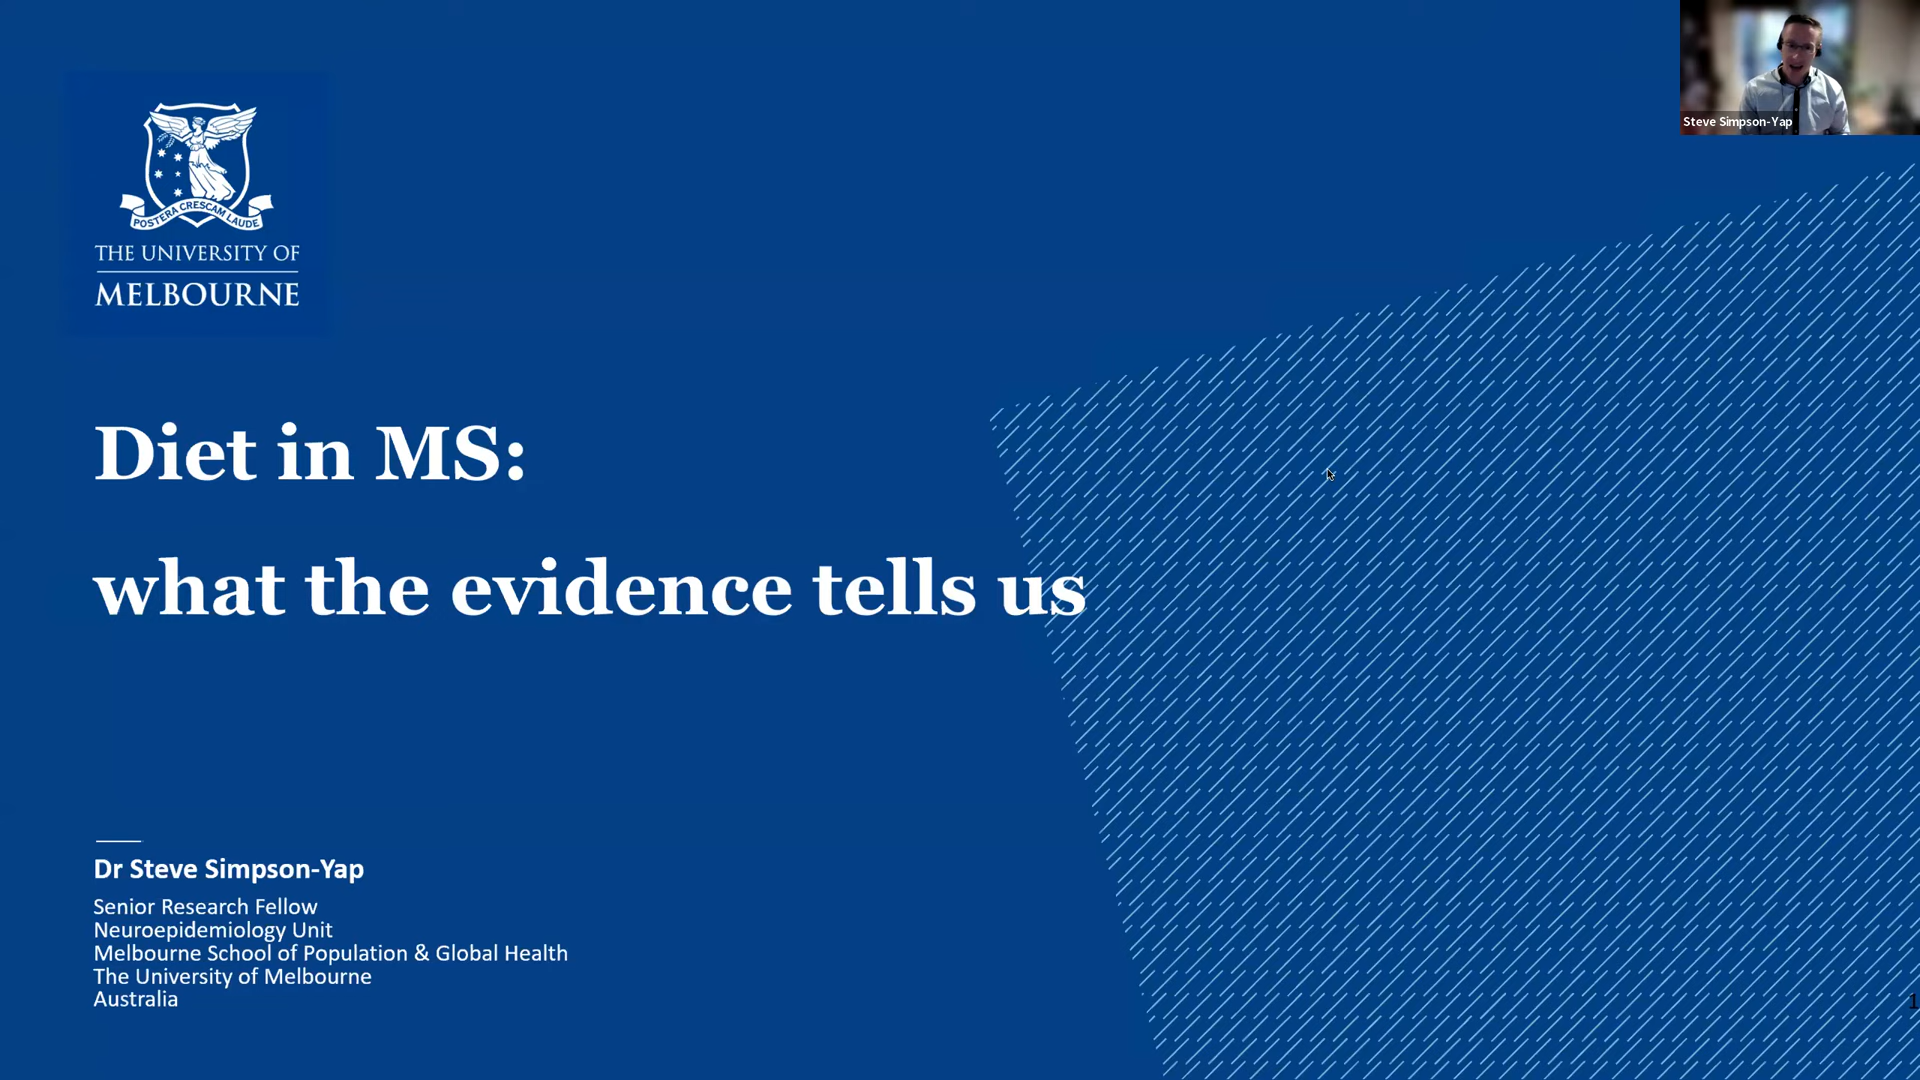 Steve Simpson-Yap
POSTERA CRESCAM LAUDE
THE UNIVERSITY OF
MELBOURNE
Diet in MS:
what the evidence tells us
Dr Steve Simpson-Yap
Senior Research Fellow
Neuroepidemiology Unit
Melbourne School of Population & Global Health
The University of Melbourne
Australia
1